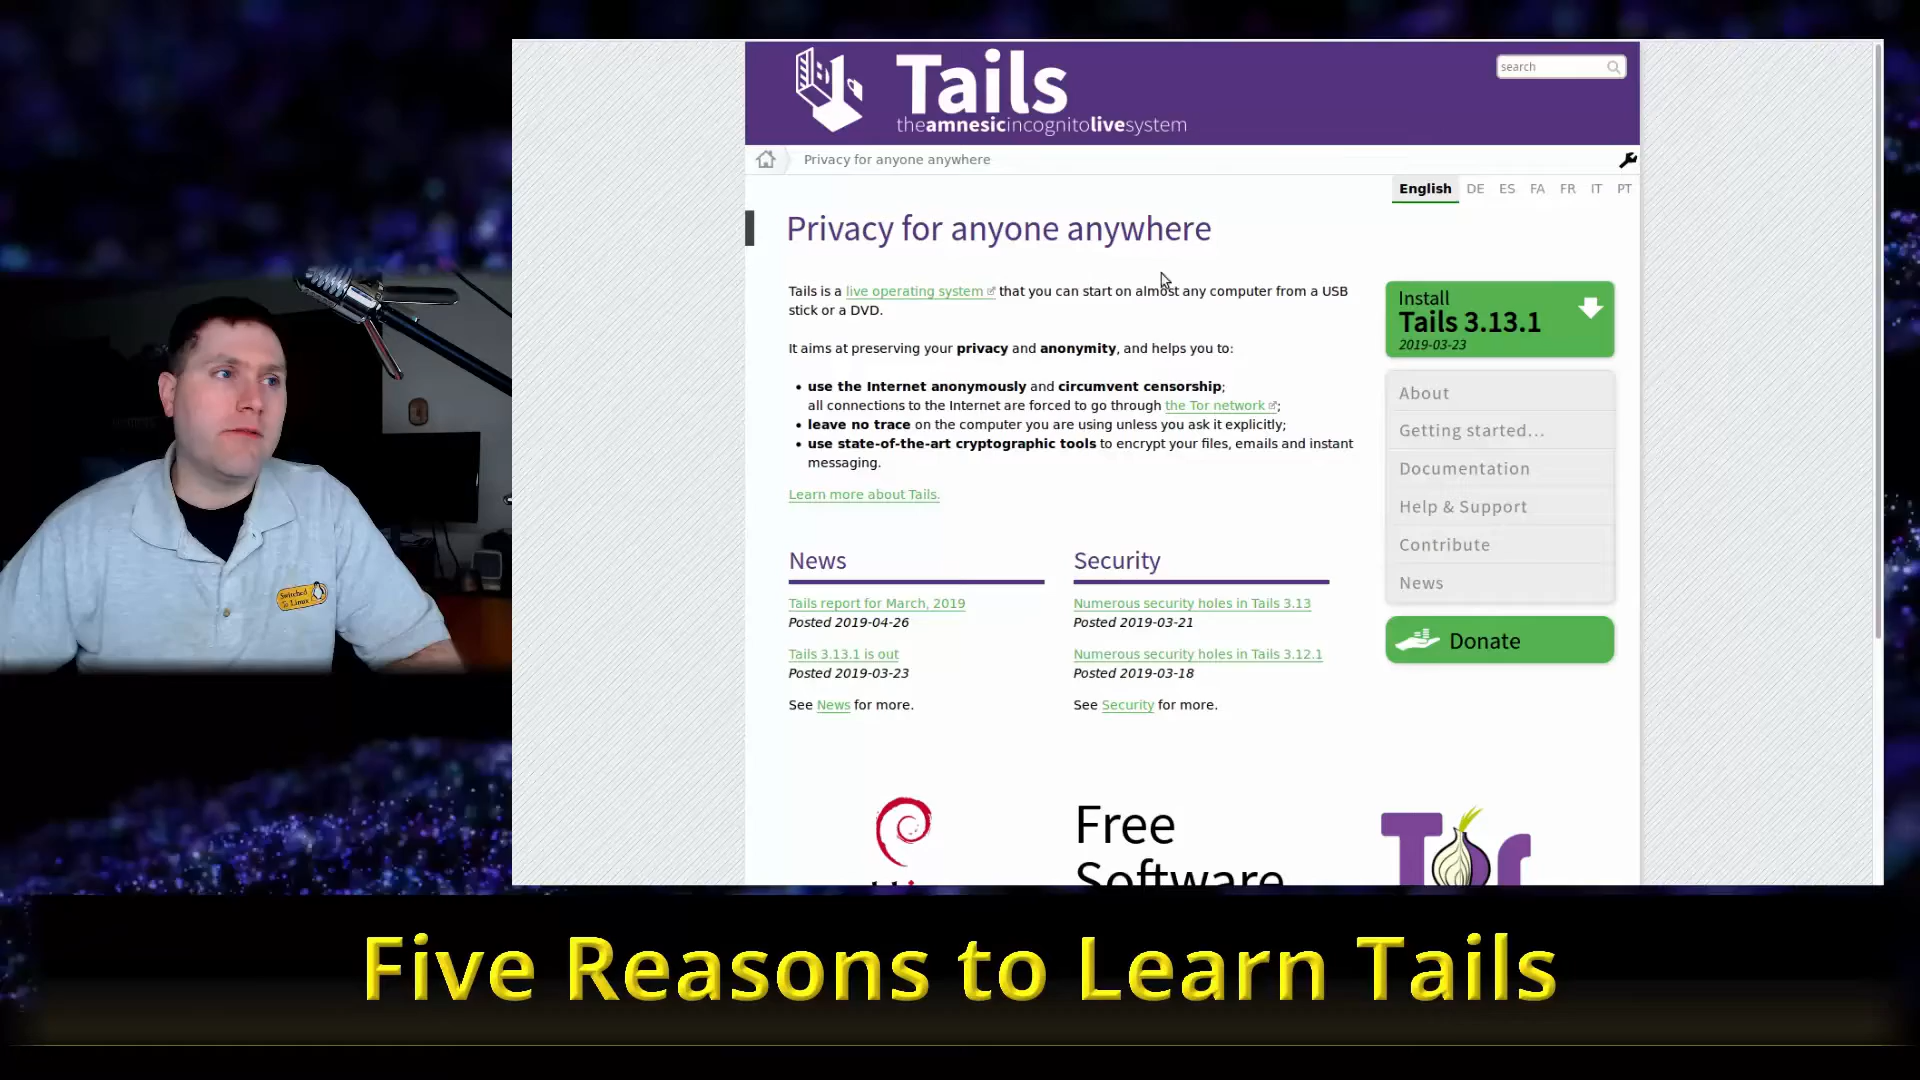 Tails
theamnesicincognitolivesystem
search
Privacy for anyone anywhere
English DE ES FA FR IT PT
Privacy for anyone anywhere
Tails is a live operating system that you can start on almost any computer from a USB
stick or a DVD.
It aims at preserving your privacy and anonymity, and helps you to:
• use the Internet anonymously and circumvent censorship;
all connections to the Internet are forced to go through the Tor network;
• leave no trace on the computer you are using unless you ask it explicitly;
• use state-of-the-art cryptographic tools to encrypt your files, emails and instant
messaging.
Learn more about Tails.
Install
Tails 3.13.1
2019-03-23
About
Getting started...
Documentation
Help & Support
Contribute
News
Donate
News
Tails report for March, 2019
Posted 2019-04-26
Tails 3.13.1 is out
Posted 2019-03-23
See News for more.
Security
Numerous security holes in Tails 3.13
Posted 2019-03-21
Numerous security holes in Tails 3.12.1
Posted 2019-03-18
See Security for more.
Free
Software
Tor
Switched
To Linux
Five Reasons to Learn Tails